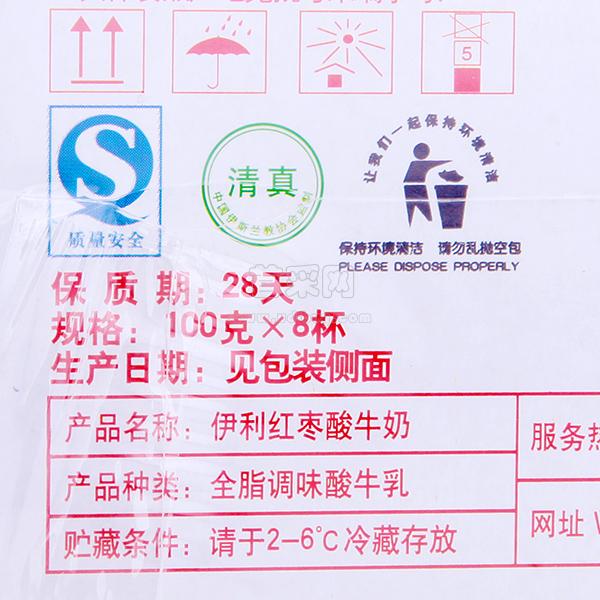 5
让我们一起保持环境清洁
清真
中国伊斯兰教协会监制
质量安全
保持环境清洁 请勿乱抛空包
PLEASE DISPOSE PROPERLY
保质期：28天
规格：100克×8杯
生产日期：见包装侧面
产品名称：伊利红枣酸牛奶
服务热
产品种类：全脂调味酸牛乳
贮藏条件：请于2-6℃冷藏存放
网址